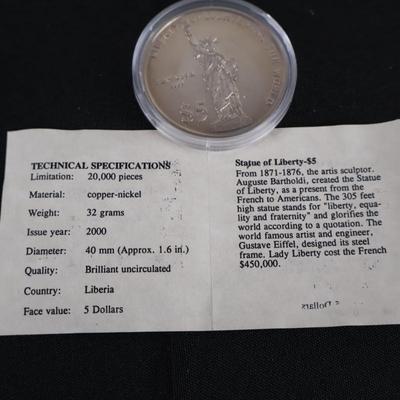 $5
TECHNICAL SPECIFICATIONS
Limitation: 20,000 pieces
Material: copper-nickel
Weight: 32 grams
Issue year: 2000
Diameter: 40 mm (Approx. 1.6 in.)
Quality: Brilliant uncirculated
Country: Liberia
Face value: 5 Dollars
Statue of Liberty-$5
From 1871-1876, the artis sculptor.
Auguste Bartholdi, created the Statue
of Liberty, as a present from the
French to Americans. The 305 feet
high statue stands for "liberty, equa-
lity and fraternity" and glorifies the
world according to a quotation. The
world famous artist and engineer,
Gustave Eiffel, designed its steel
frame. Lady Liberty cost the French
$450,000.